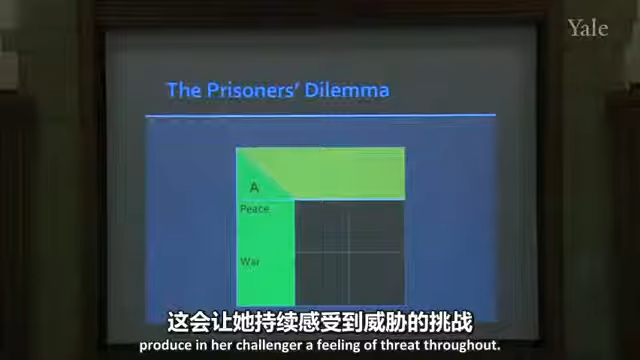 Yale
The Prisoners' Dilemma
A
Peace
War
这会让她持续感受到威胁的挑战
produce in her challenger a feeling of threat throughout.